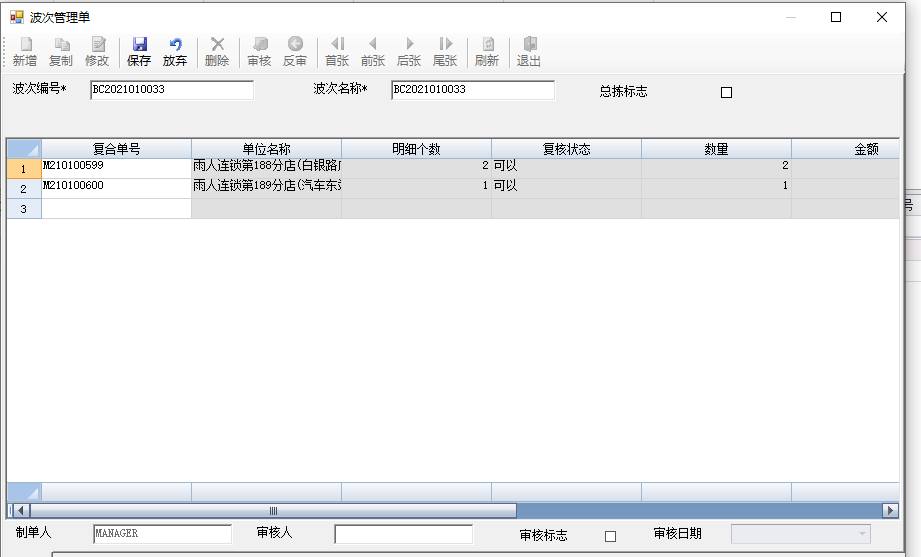 波次管理单
新增 复制 修改 保存 放弃 删除 审核 反审 首张 前张 后张 尾张 刷新 退出
波次编号* BC2021010033 波次名称* BC2021010033 总拣标志
复合单号 单位名称 明细个数 复核状态 数量 金额
1 M210100599 雨人连锁第188分店(白银路 2 可以 2
2 M210100600 雨人连锁第189分店(汽车东 1 可以 1
3
号
制单人 MANAGER 审核人 审核标志 审核日期